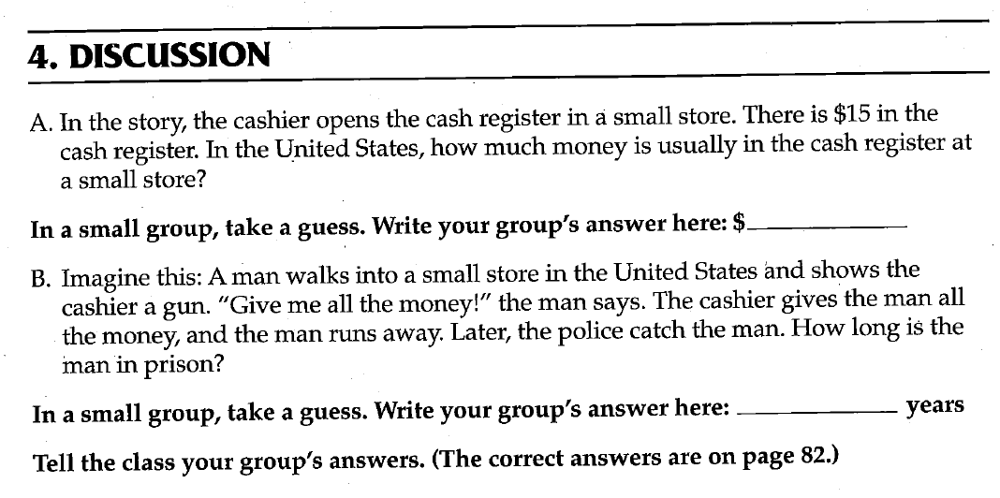 4. DISCUSSION
A. In the story, the cashier opens the cash register in a small store. There is $15 in the
cash register. In the United States, how much money is usually in the cash register at
a small store?
In a small group, take a guess. Write your group's answer here: $
B. Imagine this: A man walks into a small store in the United States and shows the
cashier a gun. "Give me all the money!" the man says. The cashier gives the man all
the money, and the man runs away. Later, the police catch the man. How long is the
man in prison?
In a small group, take a guess. Write your group's answer here: years
Tell the class your group's answers. (The correct answers are on page 82.)